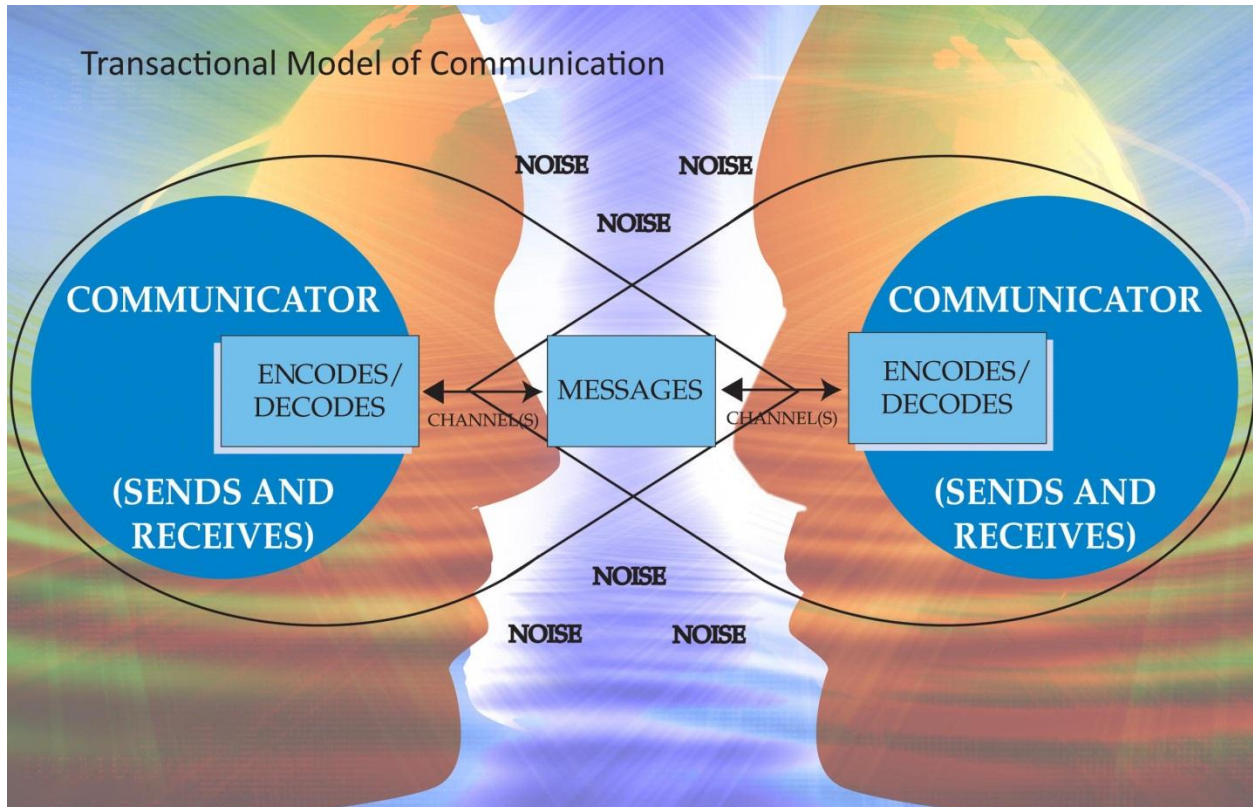 Transactional Model of Communication
NOISE
NOISE
NOISE
COMMUNICATOR
ENCODES/
DECODES
(SENDS AND
RECEIVES)
CHANNEL(S)
MESSAGES
CHANNEL(S)
COMMUNICATOR
ENCODES/
DECODES
(SENDS AND
RECEIVES)
NOISE
NOISE
NOISE